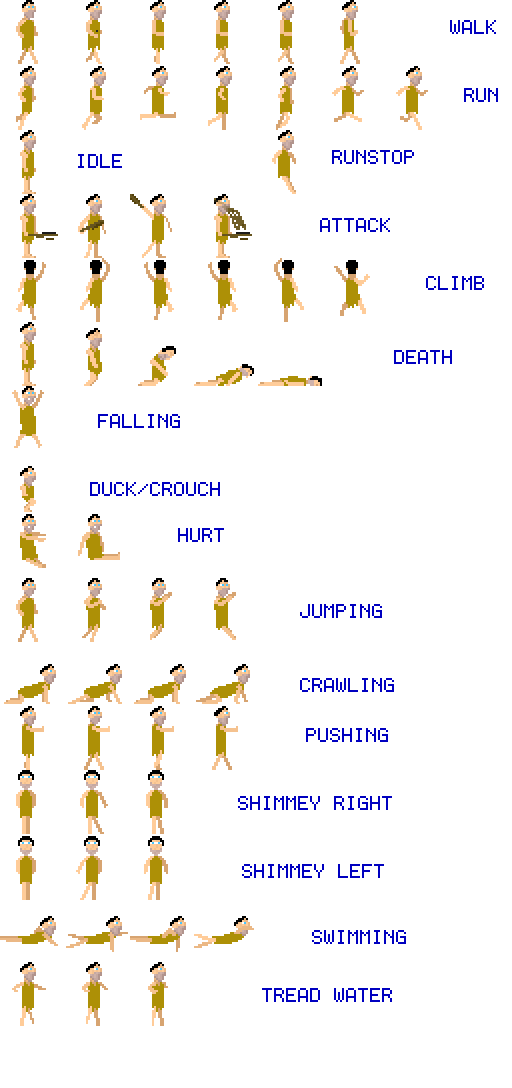 WALK
RUN
IDLE
RUNSTOP
ATTACK
CLIMB
DEATH
FALLING
DUCK/CROUCH
HURT
JUMPING
CRAWLING
PUSHING
SHIMMEY RIGHT
SHIMMEY LEFT
SWIMMING
TREAD WATER